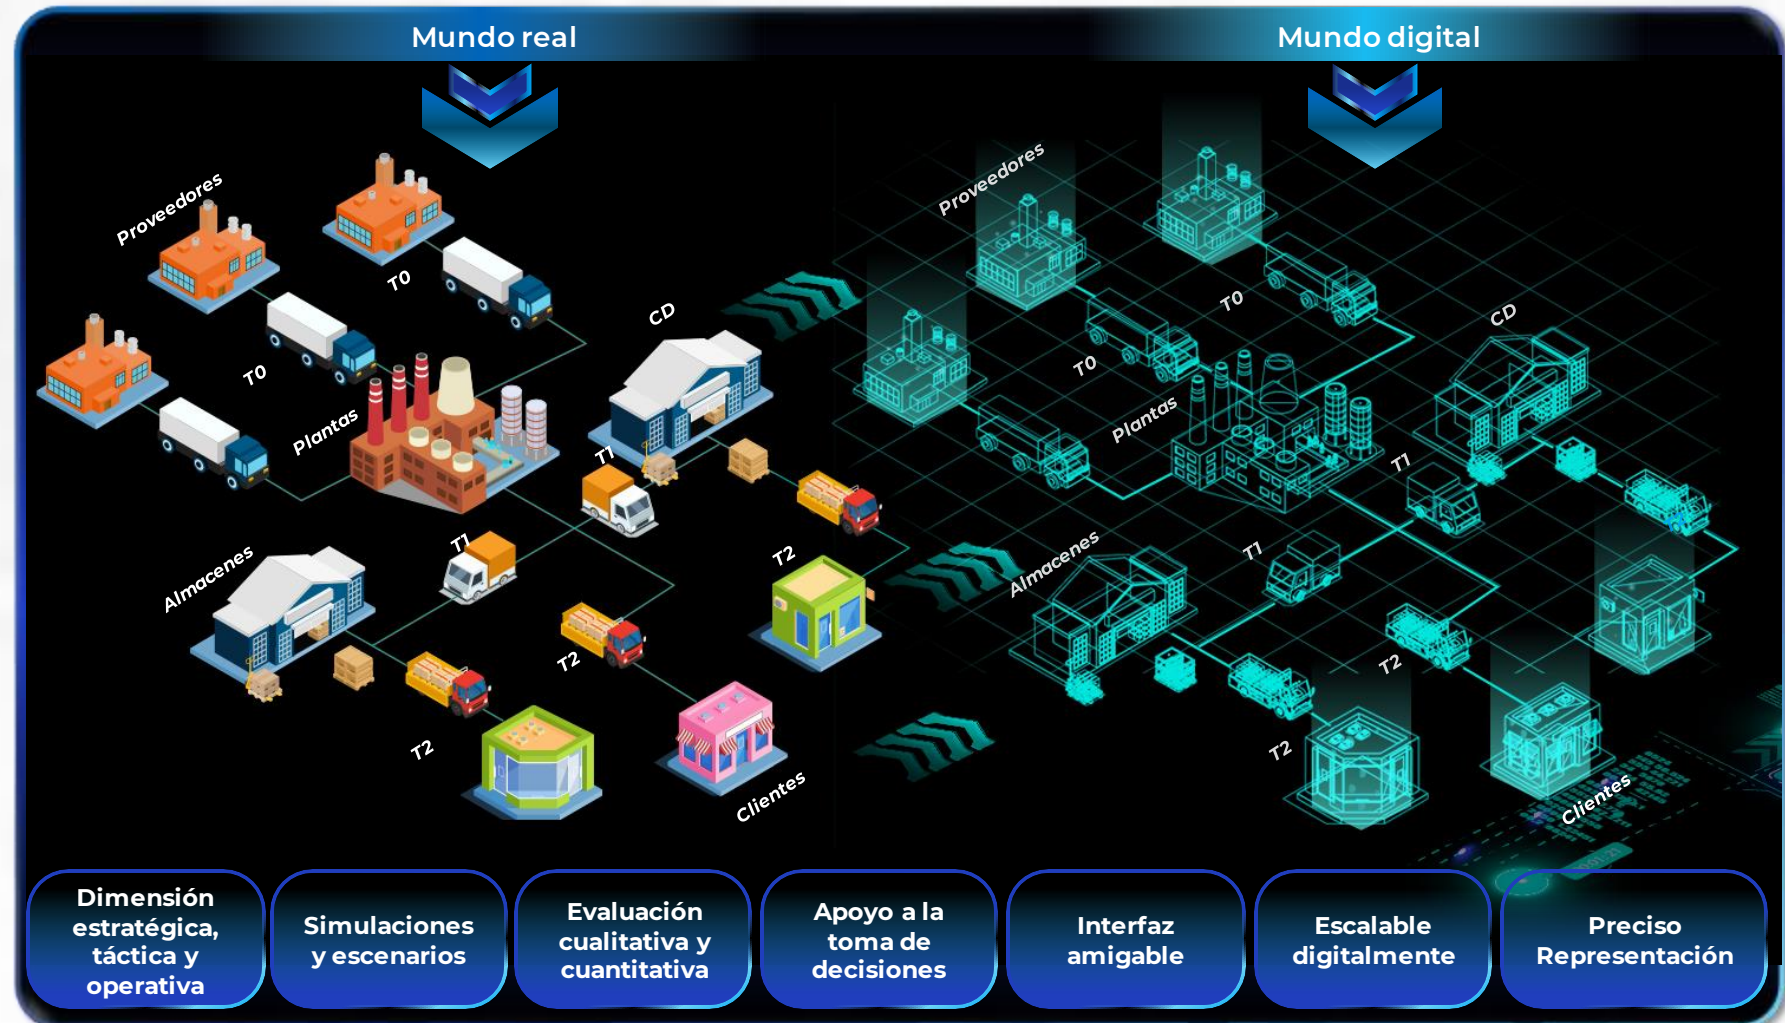 Mundo real
Mundo digital
Proveedores
T0
T0
CD
Plantas
T1
T1
Almacenes
T2
T2
T2
Clientes
Proveedores
T0
T0
CD
Plantas
T1
T1
Almacenes
T2
T2
Clientes
Dimensión
estratégica,
táctica y
operativa
Simulaciones
y escenarios
Evaluación
cualitativa y
cuantitativa
Apoyo a la
toma de
decisiones
Interfaz
amigable
Escalable
digitalmente
Preciso
Representación